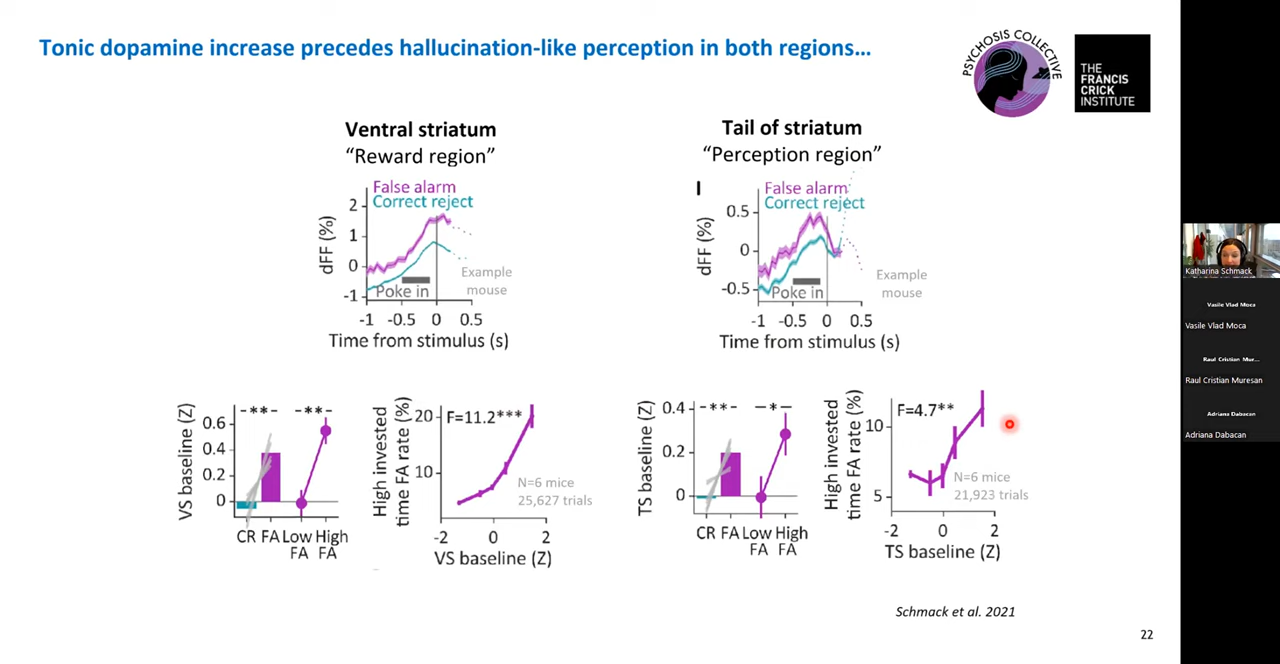 Tonic dopamine increase precedes hallucination-like perception in both regions…
PSYCHOSIS COLLECTIVE
THE
FRANCIS
CRICK
INSTITUTE
Ventral striatum
“Reward region”
False alarm
Correct reject
dFF (%)
2
1
0
-1
Poke in
Example
mouse
-1 -0.5 0 0.5
Time from stimulus (s)
Tail of striatum
“Perception region”
I
False alarm
Correct reject
dFF (%)
0.5
0
-0.5
Poke in
Example
mouse
-1 -0.5 0 0.5
Time from stimulus (s)
VS baseline (Z)
0.6
0.4
0.2
0
-**- -**-
CR FA Low High
FA FA
High invested
time FA rate (%)
20
10
F=11.2***
N=6 mice
25,627 trials
-2 0 2
VS baseline (Z)
TS baseline (Z)
0.4
0.2
0
-**- -*-
CR FA Low High
FA FA
High invested
time FA rate (%)
10
5
F=4.7**
N=6 mice
21,923 trials
-2 0 2
TS baseline (Z)
Schmack et al. 2021
22
Katharina Schmack
Vasile Vlad Moca
Vasile Vlad Moca
Raul Cristian Mur...
Raul Cristian Muresan
Adriana Dabacan
Adriana Dabacan